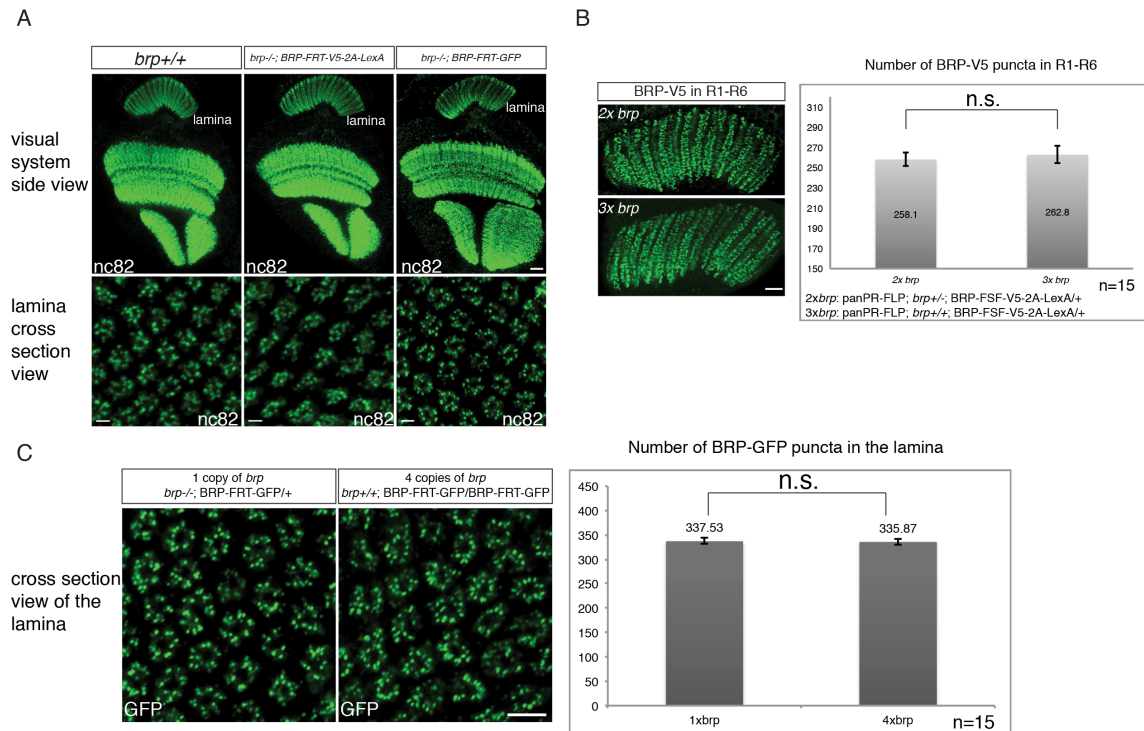 A
brp+/+
brp-/-; BRP-FRT-V5-2A-LexA
brp-/-; BRP-FRT-GFP
visual
system
side view
lamina
lamina
lamina
nc82
nc82
nc82
lamina
cross
section
view
nc82
nc82
nc82
B
BRP-V5 in R1-R6
2x brp
3x brp
Number of BRP-V5 puncta in R1-R6
n.s.
310
290
270
250
230
210
190
170
150
258.1
262.8
2x brp
3x brp
n=15
2xbrp: panPR-FLP; brp+/-; BRP-FSF-V5-2A-LexA/+
3xbrp: panPR-FLP; brp+/+; BRP-FSF-V5-2A-LexA/+
C
1 copy of brp
brp-/-; BRP-FRT-GFP/+
4 copies of brp
brp+/+; BRP-FRT-GFP/BRP-FRT-GFP
cross section
view of the
lamina
GFP
GFP
Number of BRP-GFP puncta in the lamina
n.s.
450
400
350
300
250
200
150
100
50
0
337.53
335.87
1xbrp
4xbrp
n=15